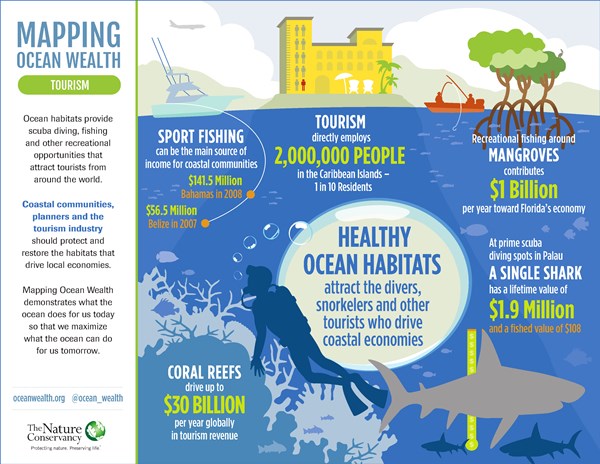 MAPPING
OCEAN WEALTH
TOURISM
Ocean habitats provide
scuba diving, fishing
and other recreational
opportunities that
attract tourists from
around the world.
Coastal communities,
planners and the
tourism industry
should protect and
restore the habitats that
drive local economies.
Mapping Ocean Wealth
demonstrates what the
ocean does for us today
so that we maximize
what the ocean can do
for us tomorrow.
oceanwealth.org @ocean_wealth
The Nature
Conservancy
Protecting nature. Preserving life.
SPORT FISHING
can be the main source of
income for coastal communities
$141.5 Million
Bahamas in 2008
$56.5 Million
Belize in 2007
TOURISM
directly employs
2,000,000 PEOPLE
in the Caribbean Islands –
1 in 10 Residents
Recreational fishing around
MANGROVES
contributes
$1 Billion
per year toward Florida's economy
HEALTHY
OCEAN HABITATS
attract the divers,
snorkelers and other
tourists who drive
coastal economies
At prime scuba
diving spots in Palau
A SINGLE SHARK
has a lifetime value of
$1.9 Million
and a fished value of $108
CORAL REEFS
drive up to
$30 BILLION
per year globally
in tourism revenue